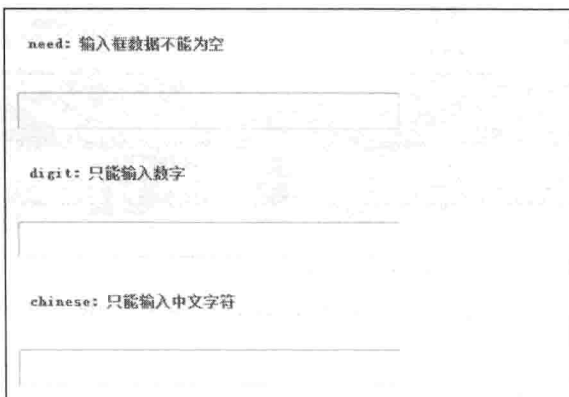 need: 输入框数据不能为空
digit: 只能输入数字
chinese: 只能输入中文字符